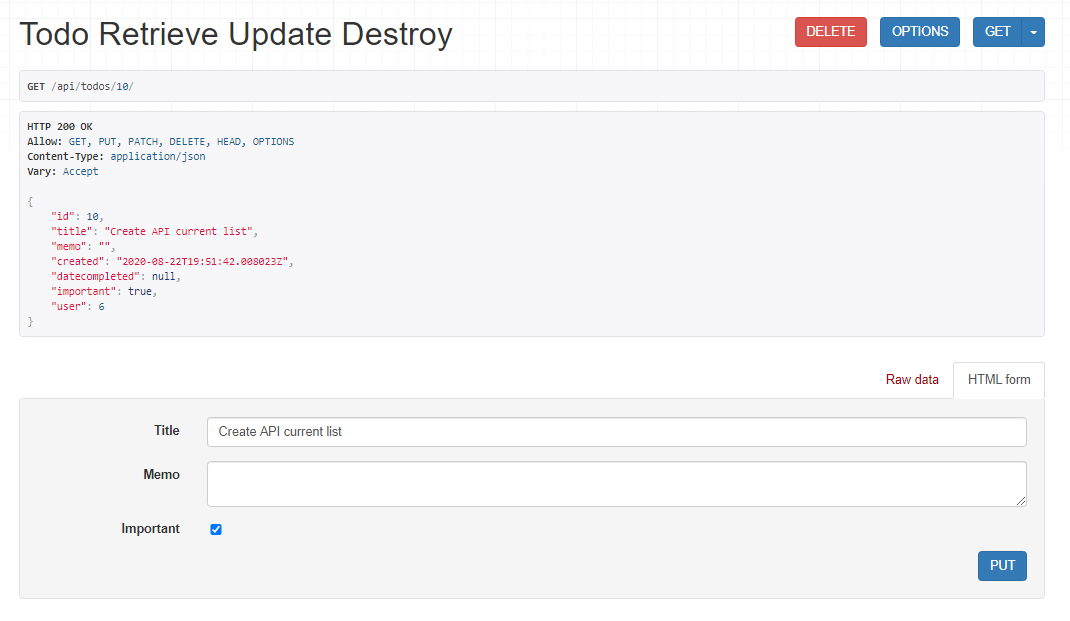 Todo Retrieve Update Destroy
DELETE
OPTIONS
GET
GET /api/todos/10/
HTTP 200 OK
Allow: GET, PUT, PATCH, DELETE, HEAD, OPTIONS
Content-Type: application/json
Vary: Accept
{
    "id": 10,
    "title": "Create API current list",
    "memo": "",
    "created": "2020-08-22T19:51:42.008023Z",
    "datecompleted": null,
    "important": true,
    "user": 6
}
Raw data
HTML form
Title
Create API current list
Memo
Important
PUT